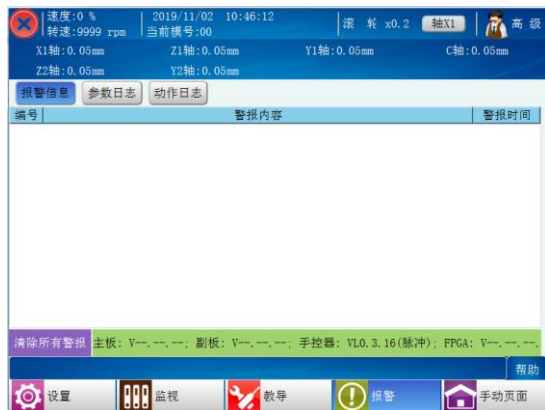 速度:0 % 2019/11/02 10:46:12 滚 轮 x0.2 轴X1 高 级
转速:9999 rpm 当前模号:00
X1轴:0.05mm Z1轴:0.05mm Y1轴:0.05mm C轴:0.05mm
Z2轴:0.05mm Y2轴:0.05mm
报警信息 参数日志 动作日志
编号 警报内容 警报时间
清除所有警报 主板: V--.--.--; 副板: V--.--.--; 手控器: VL0.3.16(脉冲); FPGA: V--.--.--.
帮助
设置 监视 教导 报警 手动页面